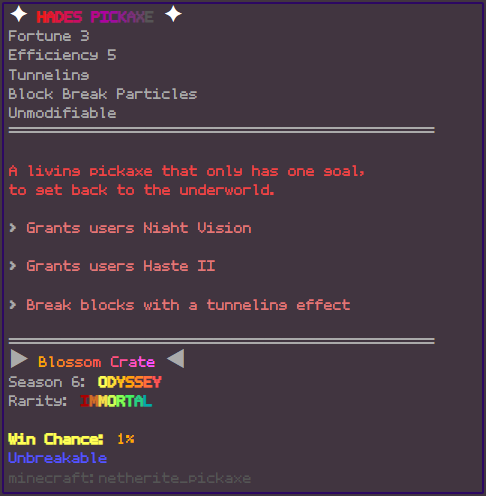 ✦ HADES PICKAXE ✦
Fortune 3
Efficiency 5
Tunneling
Block Break Particles
Unmodifiable
A living pickaxe that only has one goal,
to get back to the underworld.
> Grants users Night Vision
> Grants users Haste II
> Break blocks with a tunneling effect
▶ Blossom Crate ◀
Season 6: ODYSSEY
Rarity: IMMORTAL
Win Chance: 1%
Unbreakable
minecraft:netherite_pickaxe